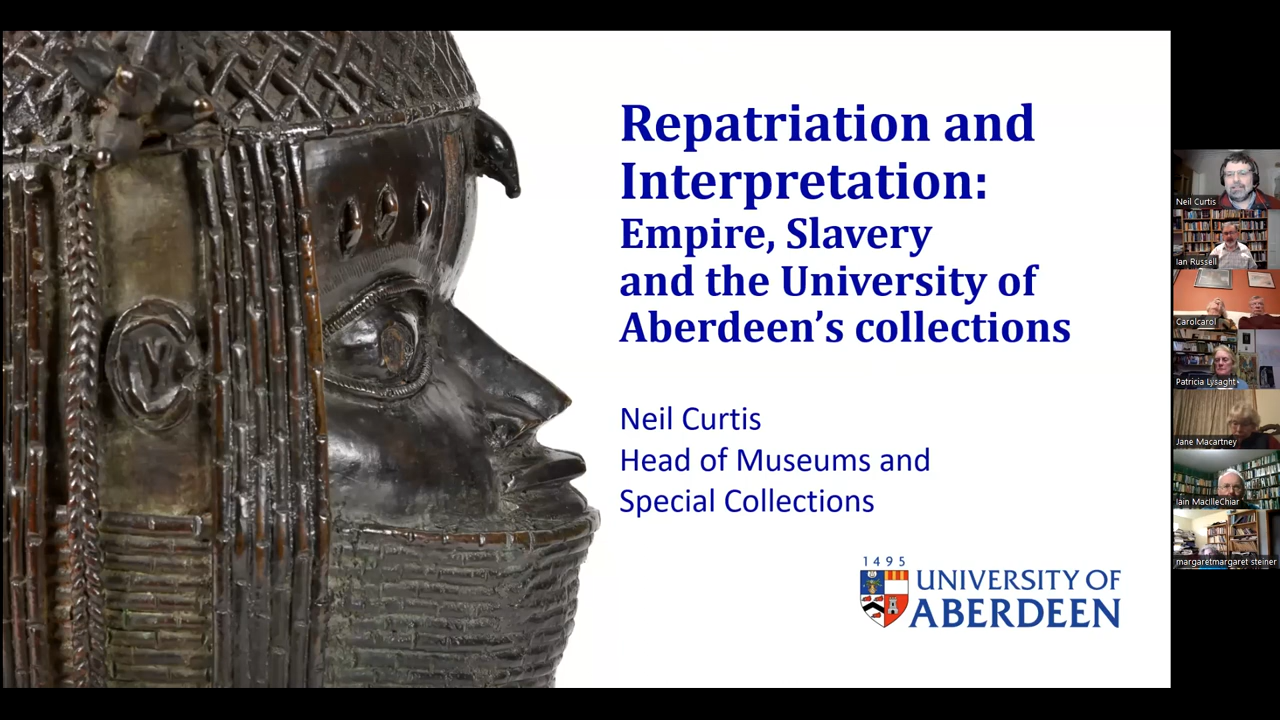 Repatriation and
Interpretation:
Empire, Slavery
and the University of
Aberdeen's collections
Neil Curtis
Head of Museums and
Special Collections
1495
UNIVERSITY OF
ABERDEEN
Neil Curtis
Ian Russell
Carolcarol
Patricia Lysaght
Jane Macartney
Iain MacIlleChiar
margaretmargaret steiner